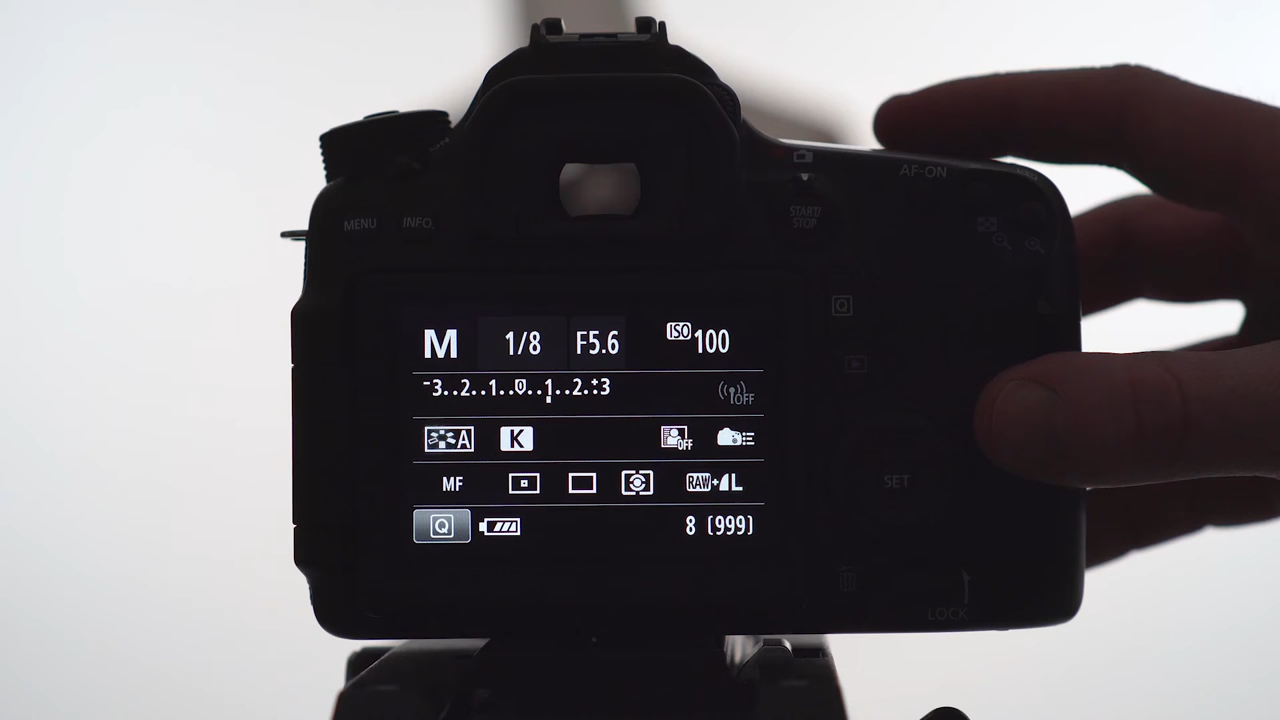 AF-ON
MENU INFO.
START/
STOP
Q
M 1/8 F5.6 ISO 100
-3..2..1..0..1..2.+3
OFF
A K OFF
MF RAW+L
SET
Q 8 [999]
LOCK